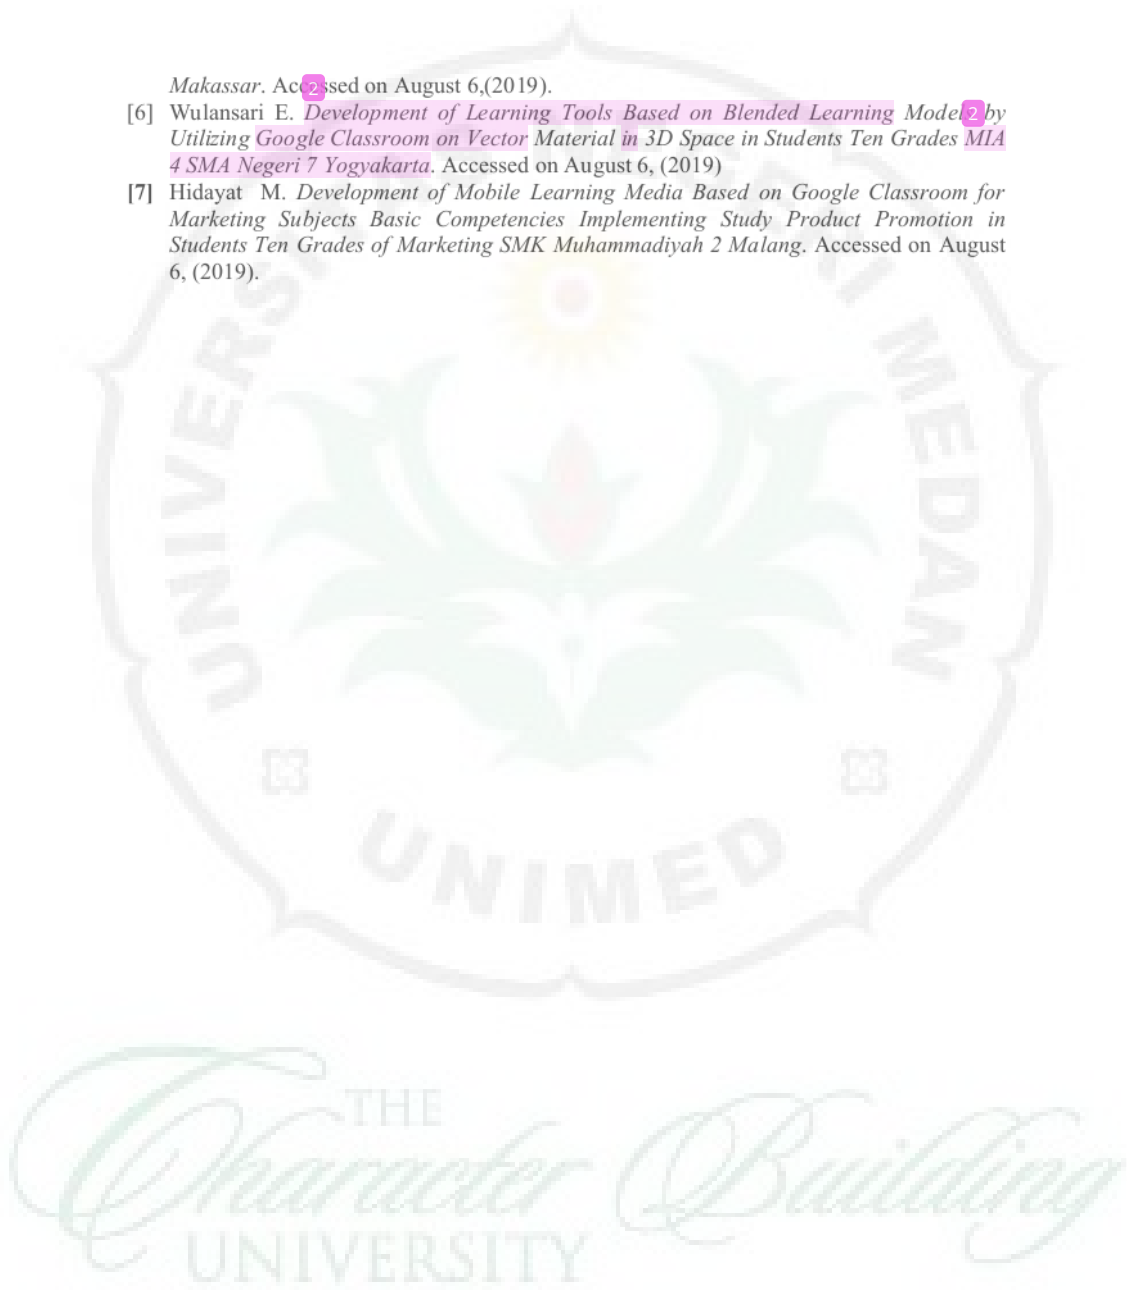 Makassar. Accessed on August 6,(2019).
2
[6] Wulansari E. Development of Learning Tools Based on Blended Learning Model by
2
Utilizing Google Classroom on Vector Material in 3D Space in Students Ten Grades MIA
4 SMA Negeri 7 Yogyakarta. Accessed on August 6, (2019)
[7] Hidayat M. Development of Mobile Learning Media Based on Google Classroom for
Marketing Subjects Basic Competencies Implementing Study Product Promotion in
Students Ten Grades of Marketing SMK Muhammadiyah 2 Malang. Accessed on August
6, (2019).
UNIVERSITAS NEGERI MEDAN
UNIMED
THE
Character Building
UNIVERSITY